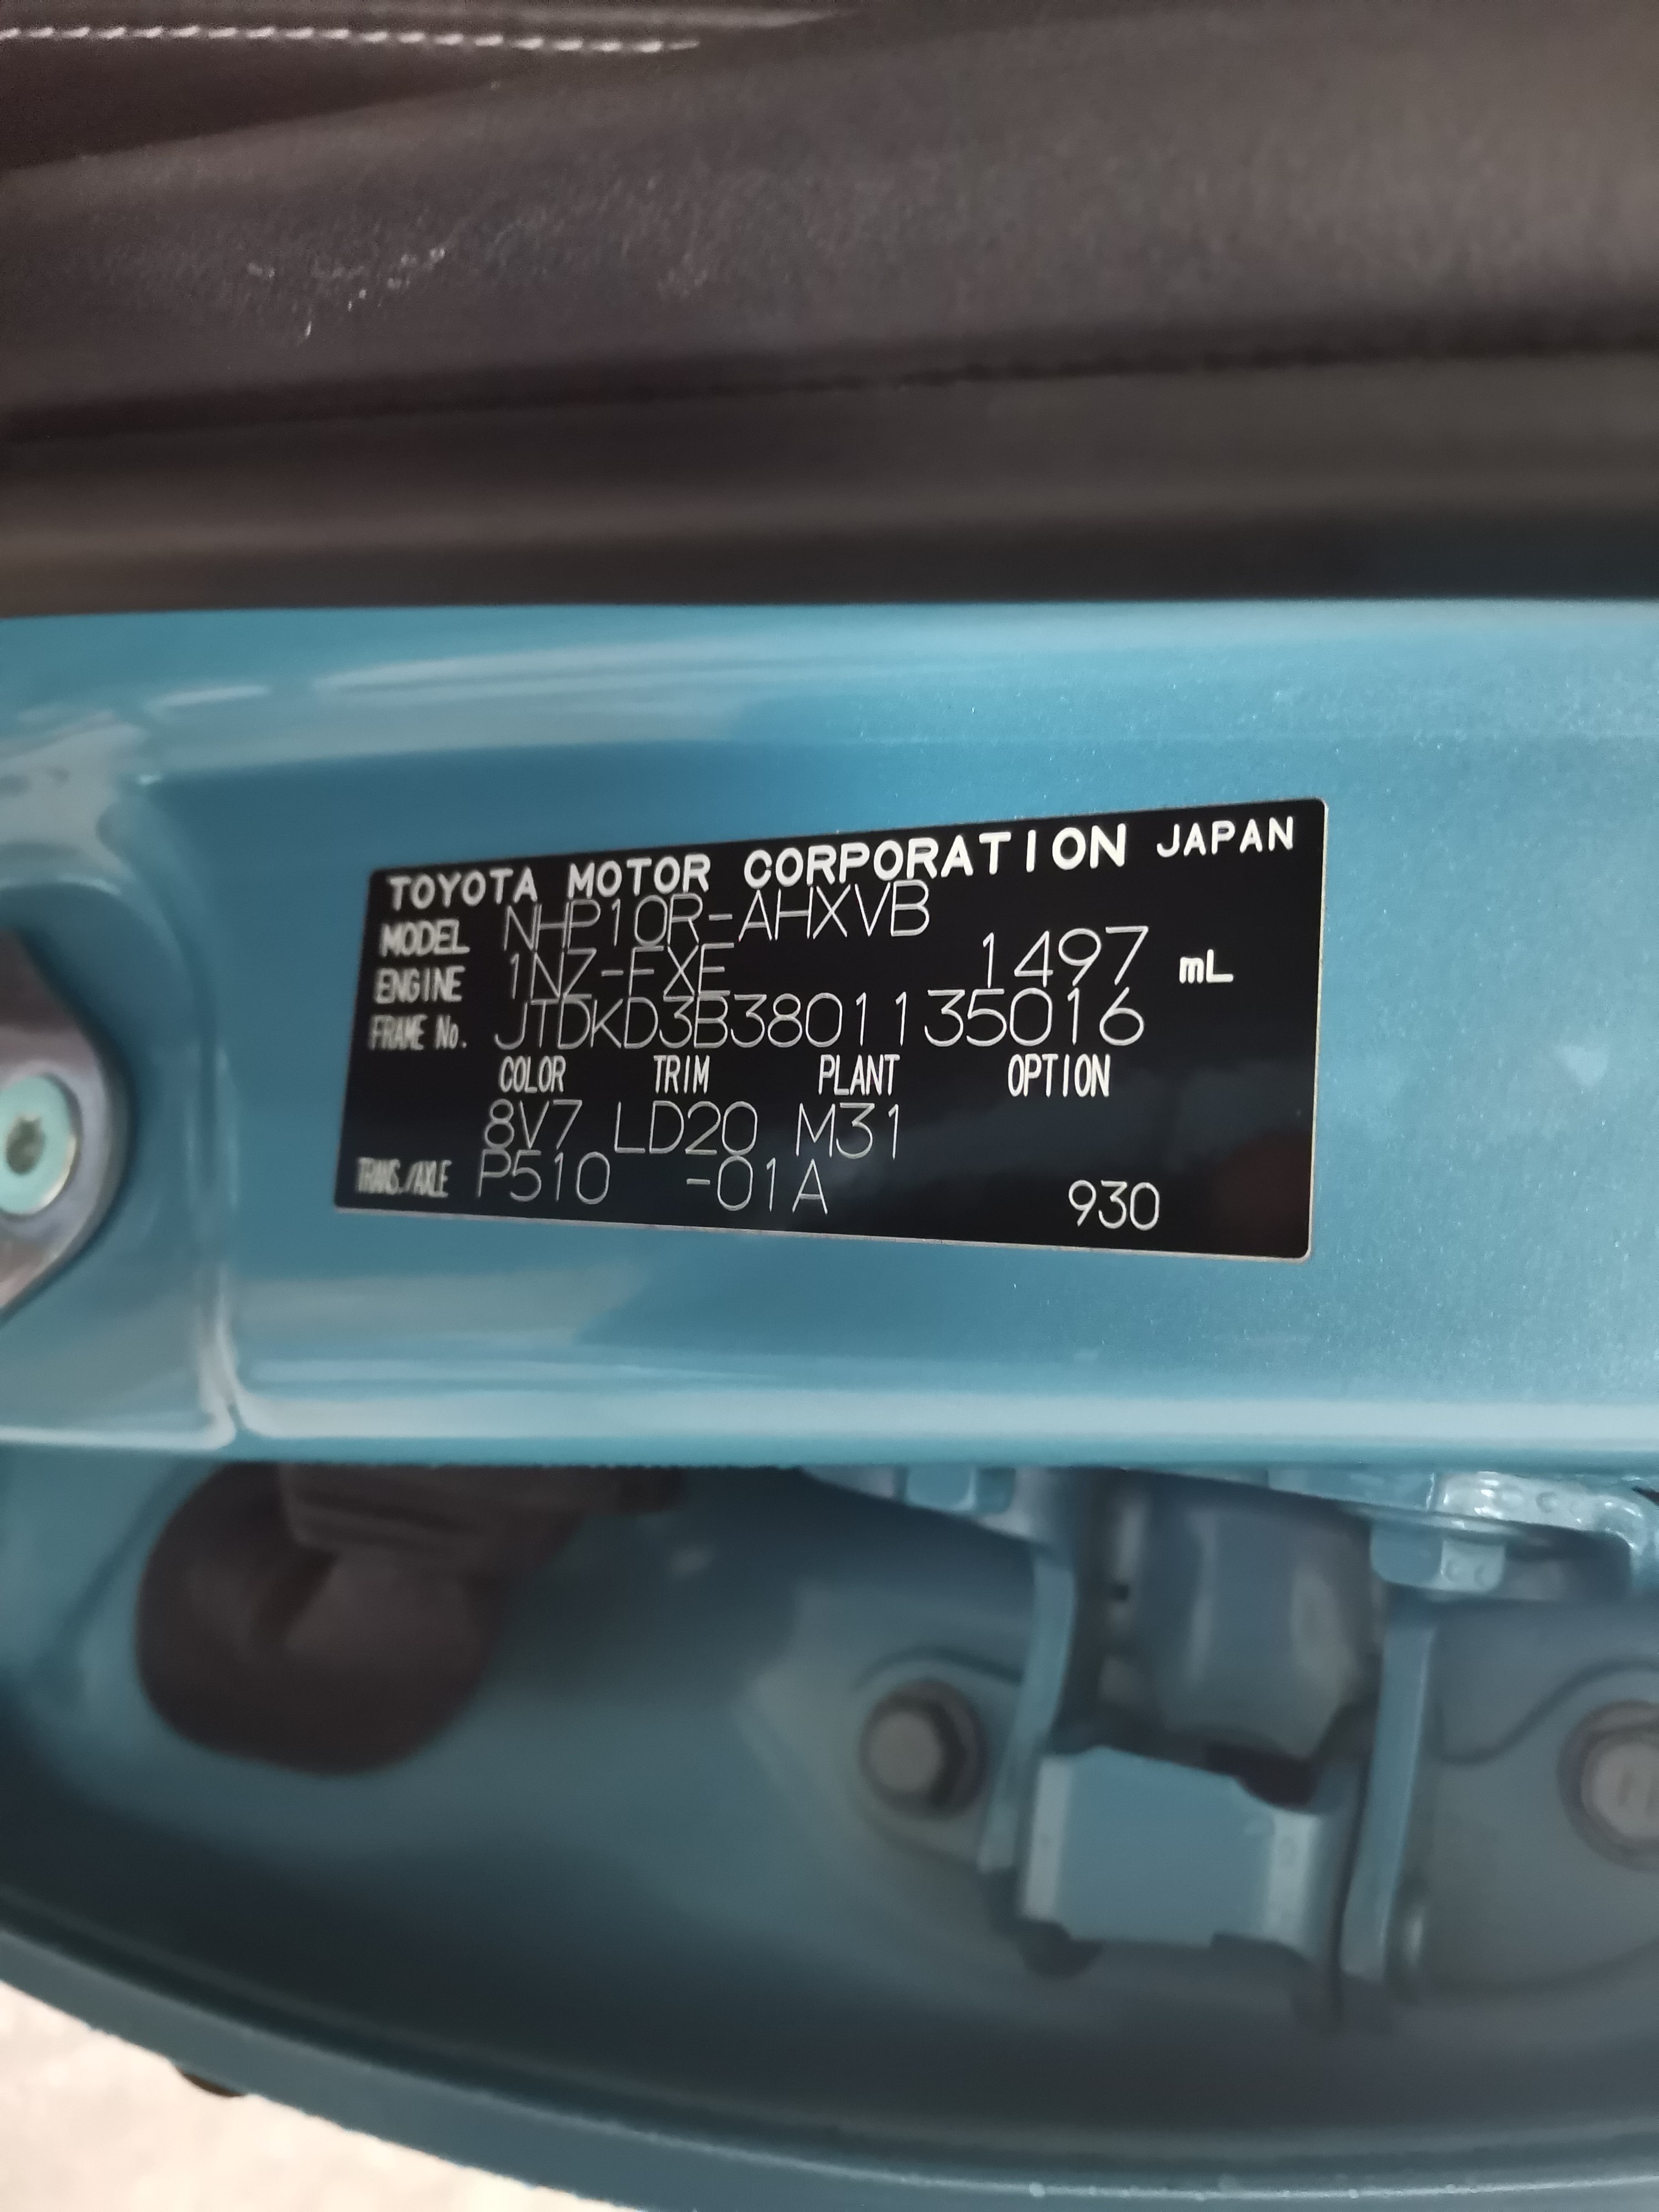 TOYOTA MOTOR CORPORATION JAPAN
MODEL NHP10R-AHXVB
ENGINE 1NZ-FXE 1497 mL
FRAME No. JTDKD3B3801135016
COLOR TRIM PLANT OPTION
8V7 LD20 M31
TRANS./AXLE P510 -01A 930